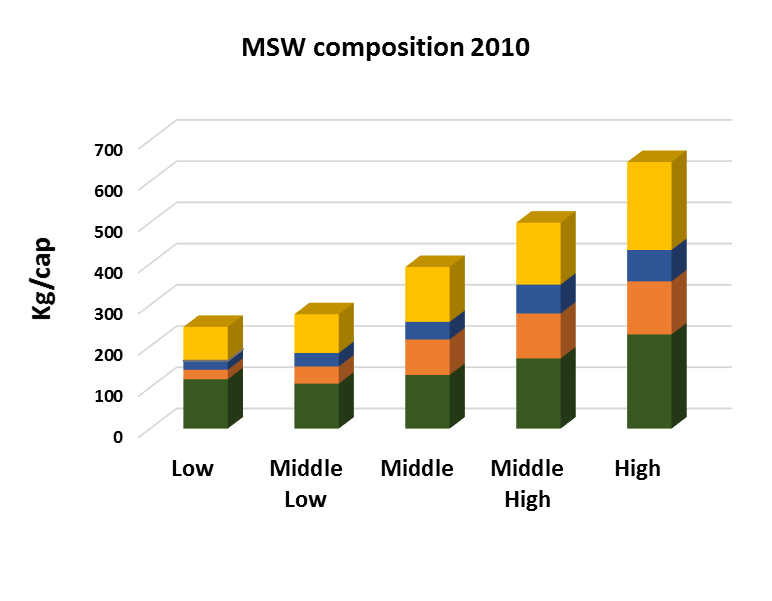 MSW composition 2010
Kg/cap
700
600
500
400
300
200
100
0
Low
Middle Low
Middle
Middle High
High